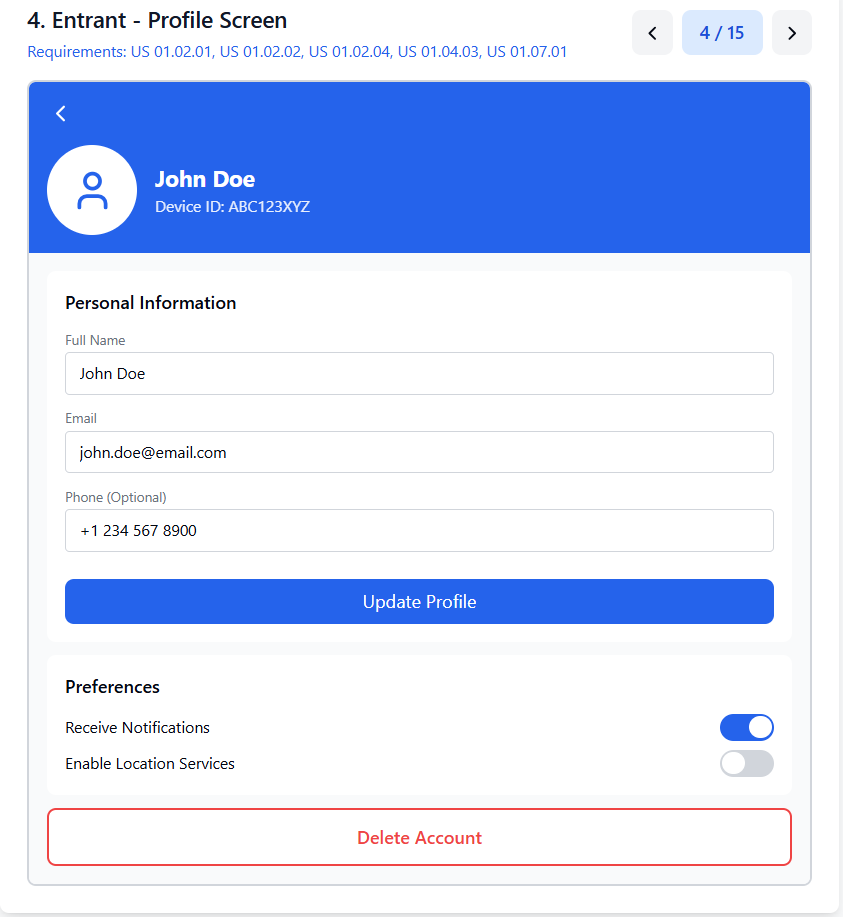 4. Entrant - Profile Screen
Requirements: US 01.02.01, US 01.02.02, US 01.02.04, US 01.04.03, US 01.07.01
4 / 15
John Doe
Device ID: ABC123XYZ
Personal Information
Full Name
John Doe
Email
john.doe@email.com
Phone (Optional)
+1 234 567 8900
Update Profile
Preferences
Receive Notifications
Enable Location Services
Delete Account